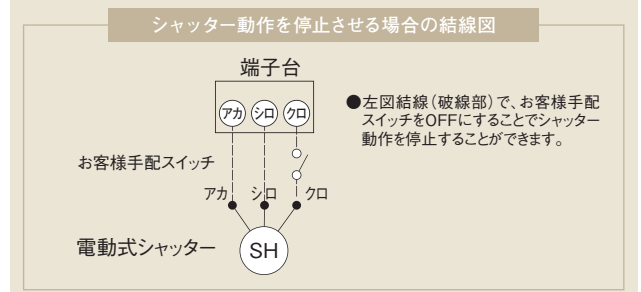 シャッター動作を停止させる場合の結線図
端子台
アカ シロ クロ
●左図結線(破線部)で、お客様手配
スイッチをOFFにすることでシャッター
動作を停止することができます。
お客様手配スイッチ
アカ シロ クロ
電動式シャッター SH